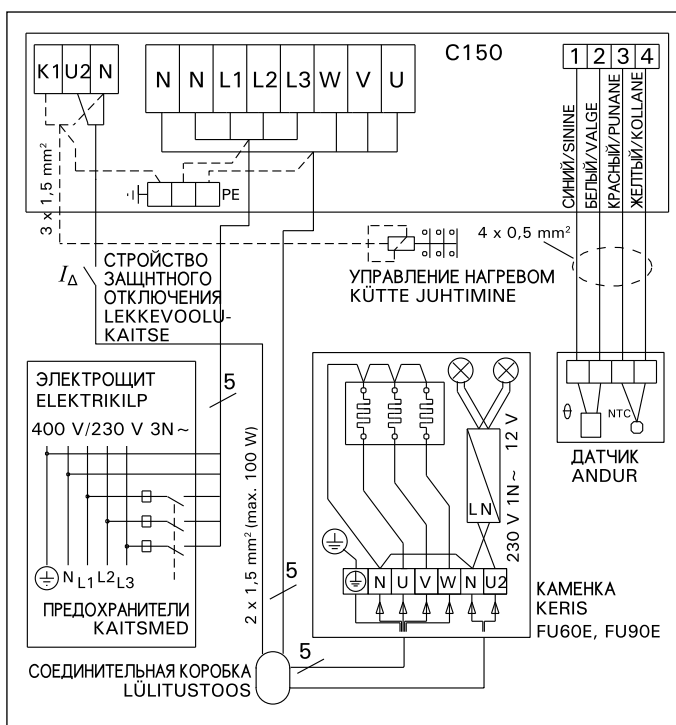 K1 U2 N
N N L1 L2 L3 W V U
C150
1 2 3 4
СИНИЙ/SININE
БЕЛЫЙ/VALGE
КРАСНЫЙ/PUNANE
ЖЕЛТЫЙ/KOLLANE
PE
3 x 1,5 mm²
4 x 0,5 mm²
УПРАВЛЕНИЕ НАГРЕВОМ
KÜTTE JUHTIMINE
I∆
СТРОЙСТВО
ЗАЩНТНОГО
ОТКЛЮЧЕНИЯ
LEKKEVOOLU-
KAITSE
ЭЛЕКТРОЩИТ
ELEKTRIKILP
400 V/230 V 3N~
5
N L1 L2 L3
ПРЕДОХРАНИТЕЛИ
KAITSMED
2 x 1,5 mm² (max. 100 W)
5
12 V
LN
230 V 1N~
N U V W N U2
КАМЕНКА
KERIS
FU60E, FU90E
θ
NTC
ДАТЧИК
ANDUR
5
СОЕДИНИТЕЛЬНАЯ КОРОБКА
LÜLITUSTOOS